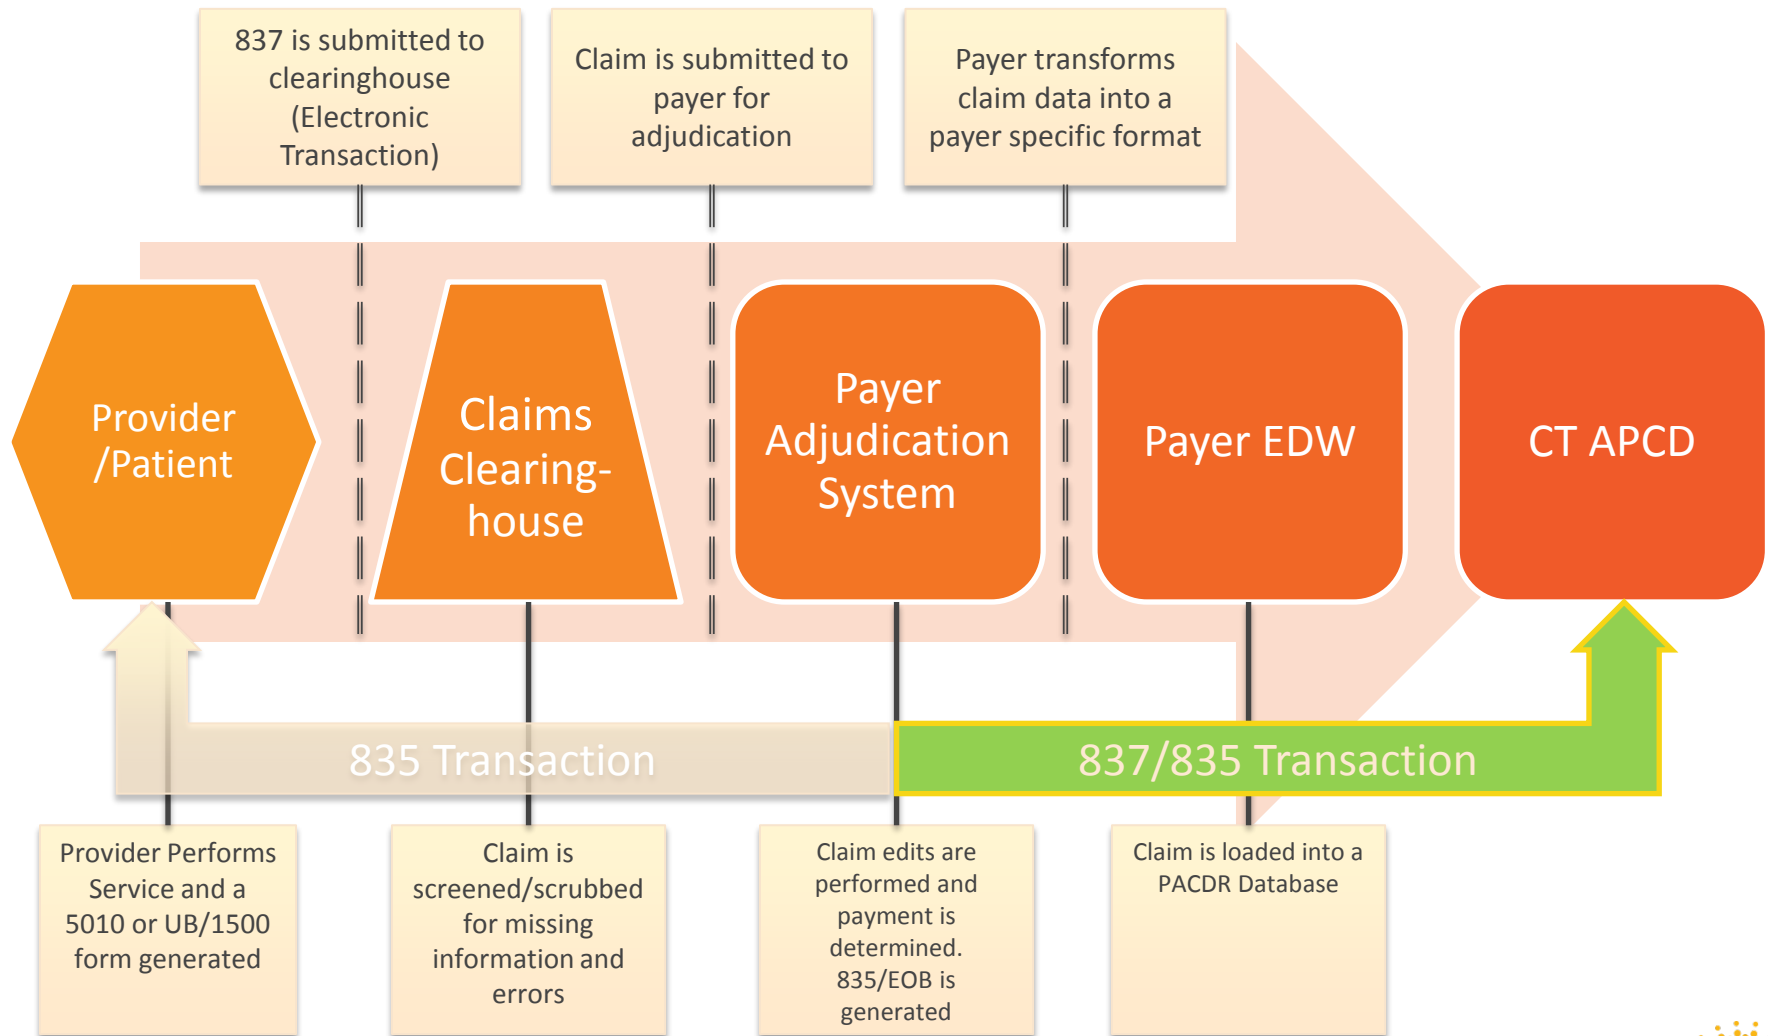 837 is submitted to
clearinghouse
(Electronic
Transaction)
Claim is submitted to
payer for
adjudication
Payer transforms
claim data into a
payer specific format
Provider
/Patient
Claims
Clearing-
house
Payer
Adjudication
System
Payer EDW
CT APCD
835 Transaction
837/835 Transaction
Provider Performs
Service and a
5010 or UB/1500
form generated
Claim is
screened/scrubbed
for missing
information and
errors
Claim edits are
performed and
payment is
determined.
835/EOB is
generated
Claim is loaded into a
PACDR Database